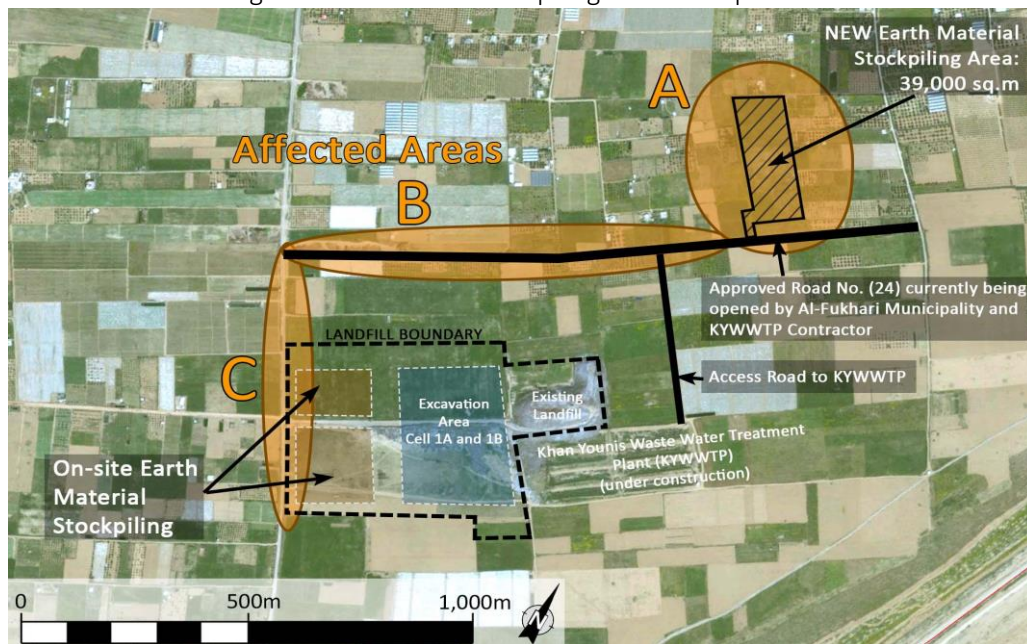 NEW Earth Material
Stockpiling Area:
39,000 sq.m
A
Affected Areas
B
Approved Road No. (24) currently being
opened by Al-Fukhari Municipality and
KYWWTP Contractor
LANDFILL BOUNDARY
C
Access Road to KYWWTP
Excavation
Area
Cell 1A and 1B
Existing
Landfill
Khan Younis Waste Water Treatment
Plant (KYWWTP)
(under construction)
On-site Earth
Material
Stockpiling
0 500m 1,000m
N